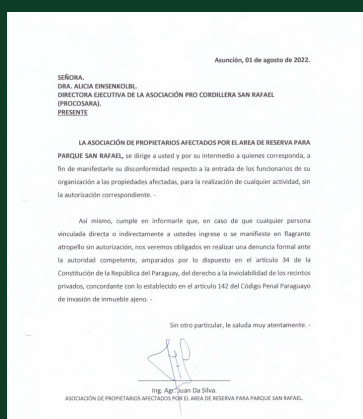 Asunción, 01 de agosto de 2022.
SEÑORA.
DRA. ALICIA EINSENKOLBL.
DIRECTORA EJECUTIVA DE LA ASOCIACIÓN PRO CORDILLERA SAN RAFAEL
(PROCOSARA).
PRESENTE
LA ASOCIACIÓN DE PROPIETARIOS AFECTADOS POR EL AREA DE RESERVA PARA
PARQUE SAN RAFAEL, se dirige a usted y por su intermedio a quienes corresponda, a
fin de manifestarle su disconformidad respecto a la entrada de los funcionarios de su
organización a las propiedades afectadas, para la realización de cualquier actividad, sin
la autorización correspondiente. -
Así mismo, cumple en informarle que, en caso de que cualquier persona
vinculada directa o indirectamente a ustedes ingrese o se manifieste en flagrante
atropello sin autorización, nos veremos obligados en realizar una denuncia formal ante
la autoridad competente, amparados por lo dispuesto en el artículo 34 de la
Constitución de la República del Paraguay, del derecho a la inviolabilidad de los recintos
privados, concordante con lo establecido en el artículo 142 del Código Penal Paraguayo
de invasión de inmueble ajeno. -
Sin otro particular, le saluda muy atentamente. -
Ing. Agr. Juan Da Silva.
ASOCIACIÓN DE PROPIETARIOS AFECTADOS POR EL AREA DE RESERVA PARA PARQUE SAN RAFAEL.